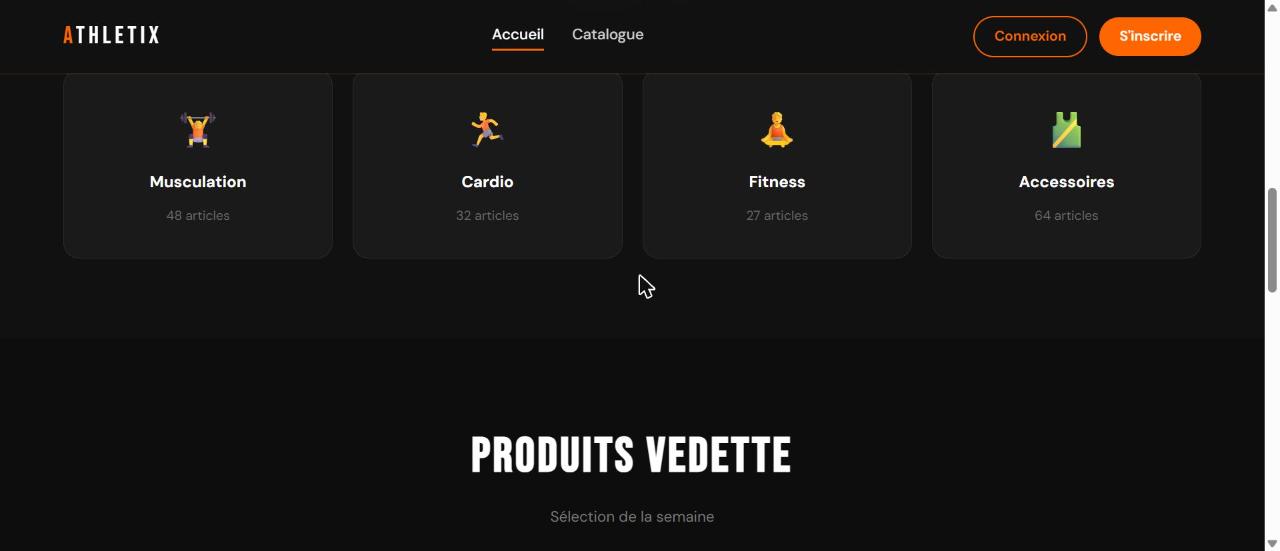 ATHLETIX
Accueil
Catalogue
Connexion
S'inscrire
Musculation
48 articles
Cardio
32 articles
Fitness
27 articles
Accessoires
64 articles
PRODUITS VEDETTE
Sélection de la semaine